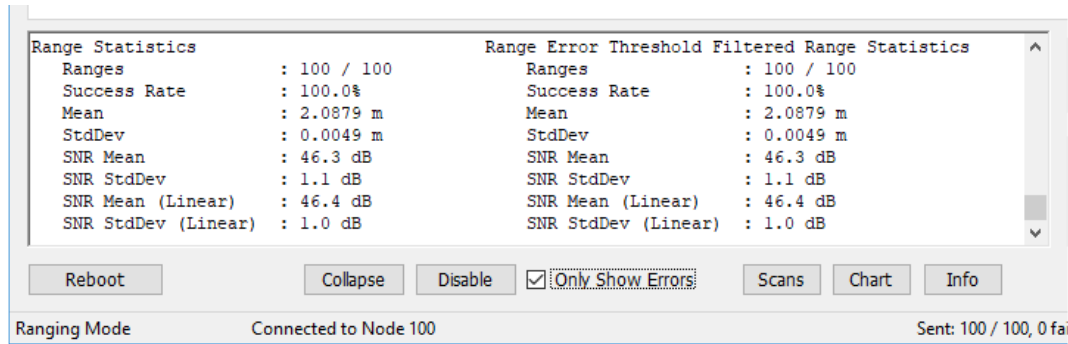 Range Statistics Range Error Threshold Filtered Range Statistics
Ranges : 100 / 100 Ranges : 100 / 100
Success Rate : 100.0% Success Rate : 100.0%
Mean : 2.0879 m Mean : 2.0879 m
StdDev : 0.0049 m StdDev : 0.0049 m
SNR Mean : 46.3 dB SNR Mean : 46.3 dB
SNR StdDev : 1.1 dB SNR StdDev : 1.1 dB
SNR Mean (Linear) : 46.4 dB SNR Mean (Linear) : 46.4 dB
SNR StdDev (Linear) : 1.0 dB SNR StdDev (Linear) : 1.0 dB
Reboot Collapse Disable Only Show Errors Scans Chart Info
Ranging Mode Connected to Node 100 Sent: 100 / 100, 0 fai